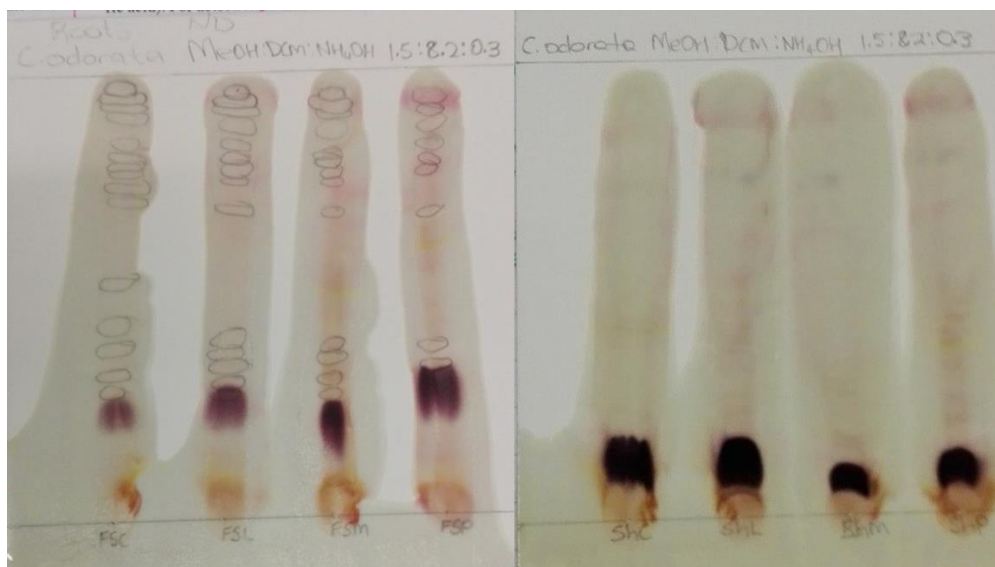 Roots ND
C.odorata MeOH:DCM:NH4OH 1.5:8.2:0.3
FSC FSL FSM FSP
C.odorata MeOH:DCM:NH4OH 1.5:8.2:0.3
ShC ShL ShM ShP